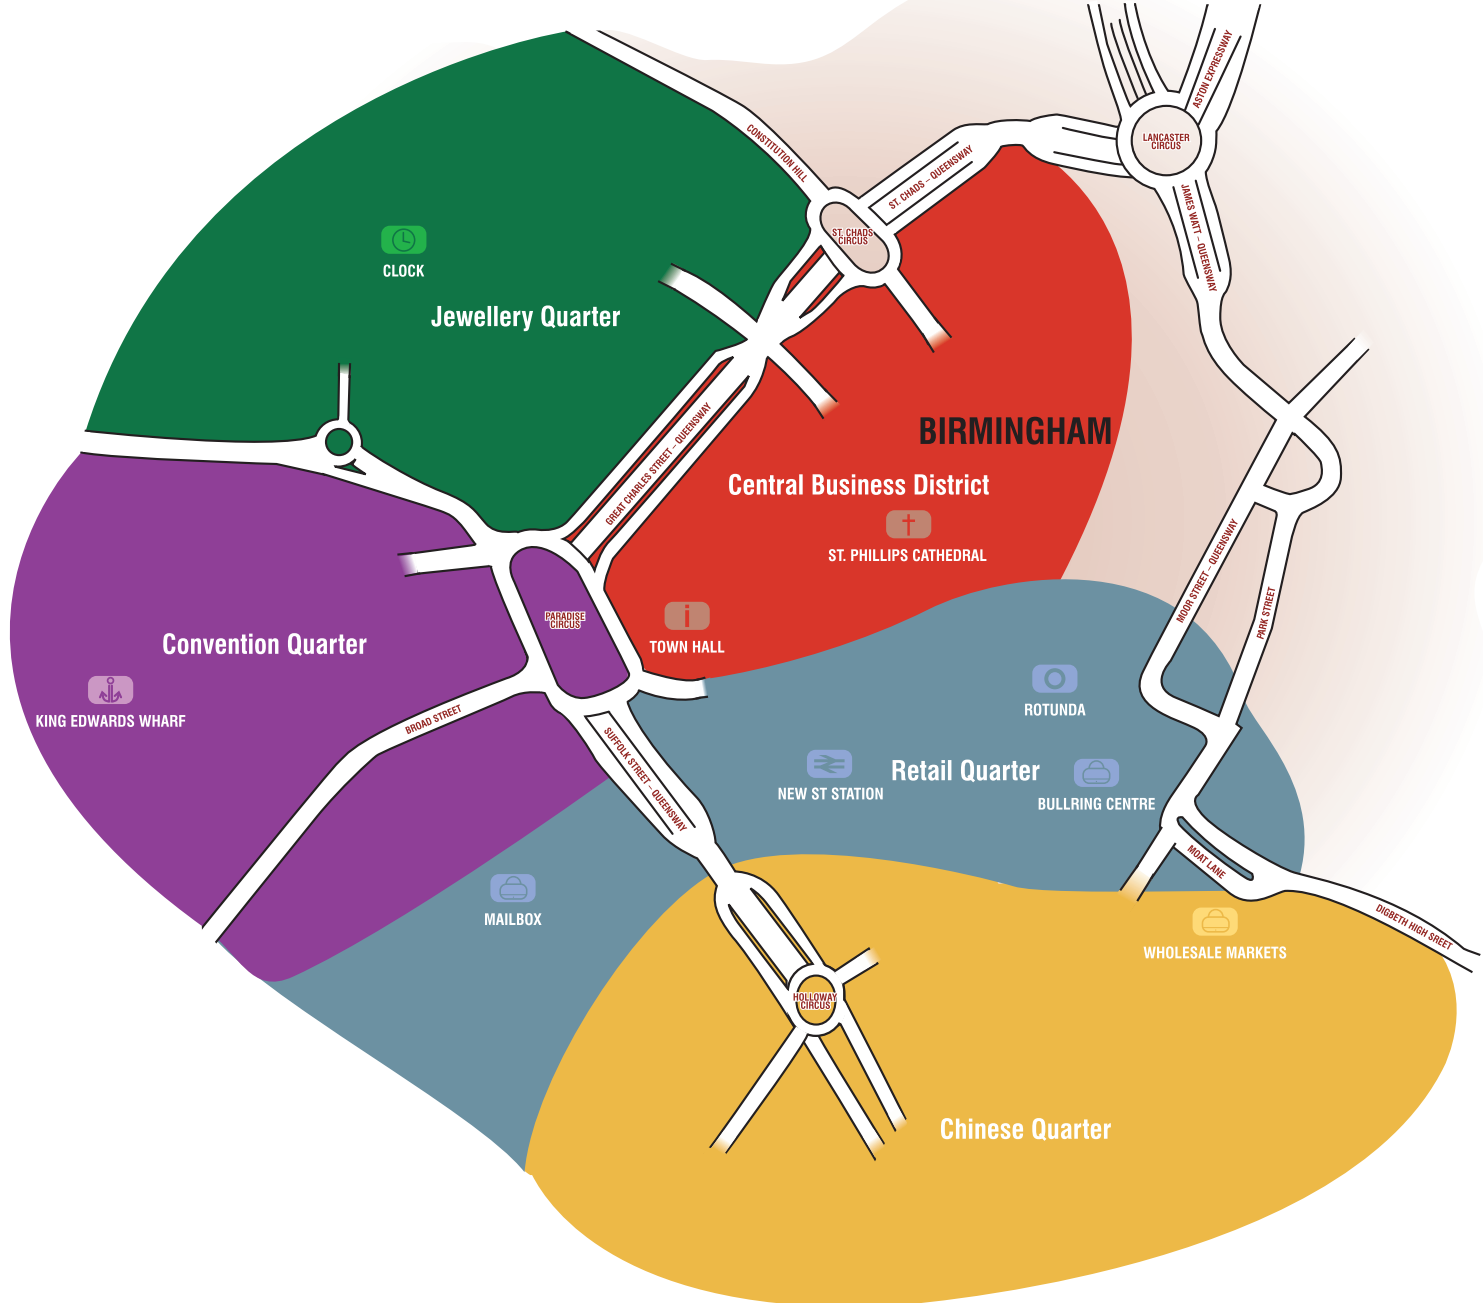 ASTON EXPRESSWAY
LANCASTER
CIRCUS
CONSTITUTION HILL
ST. CHADS – QUEENSWAY
JAMES WATT – QUEENSWAY
ST. CHADS
CIRCUS
CLOCK
Jewellery Quarter
BIRMINGHAM
GREAT CHARLES STREET – QUEENSWAY
Central Business District
ST. PHILLIPS CATHEDRAL
MOOR STREET – QUEENSWAY
PARK STREET
PARADISE
CIRCUS
TOWN HALL
Convention Quarter
KING EDWARDS WHARF
BROAD STREET
ROTUNDA
SUFFOLK STREET – QUEENSWAY
NEW ST STATION
Retail Quarter
BULLRING CENTRE
MOAT LANE
MAILBOX
DIGBETH HIGH SREET
WHOLESALE MARKETS
HOLLOWAY
CIRCUS
Chinese Quarter